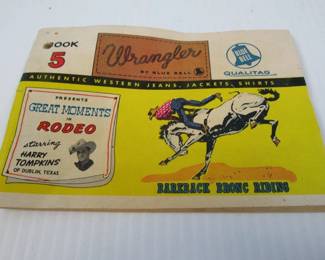 BOOK
5
Wrangler
BY BLUE BELL
BLUE
BELL
QUALITAG
AUTHENTIC WESTERN JEANS, JACKETS, SHIRTS
PRESENTS
GREAT MOMENTS
IN
RODEO
starring
HARRY
TOMPKINS
OF DUBLIN, TEXAS
BAREBACK BRONC RIDING